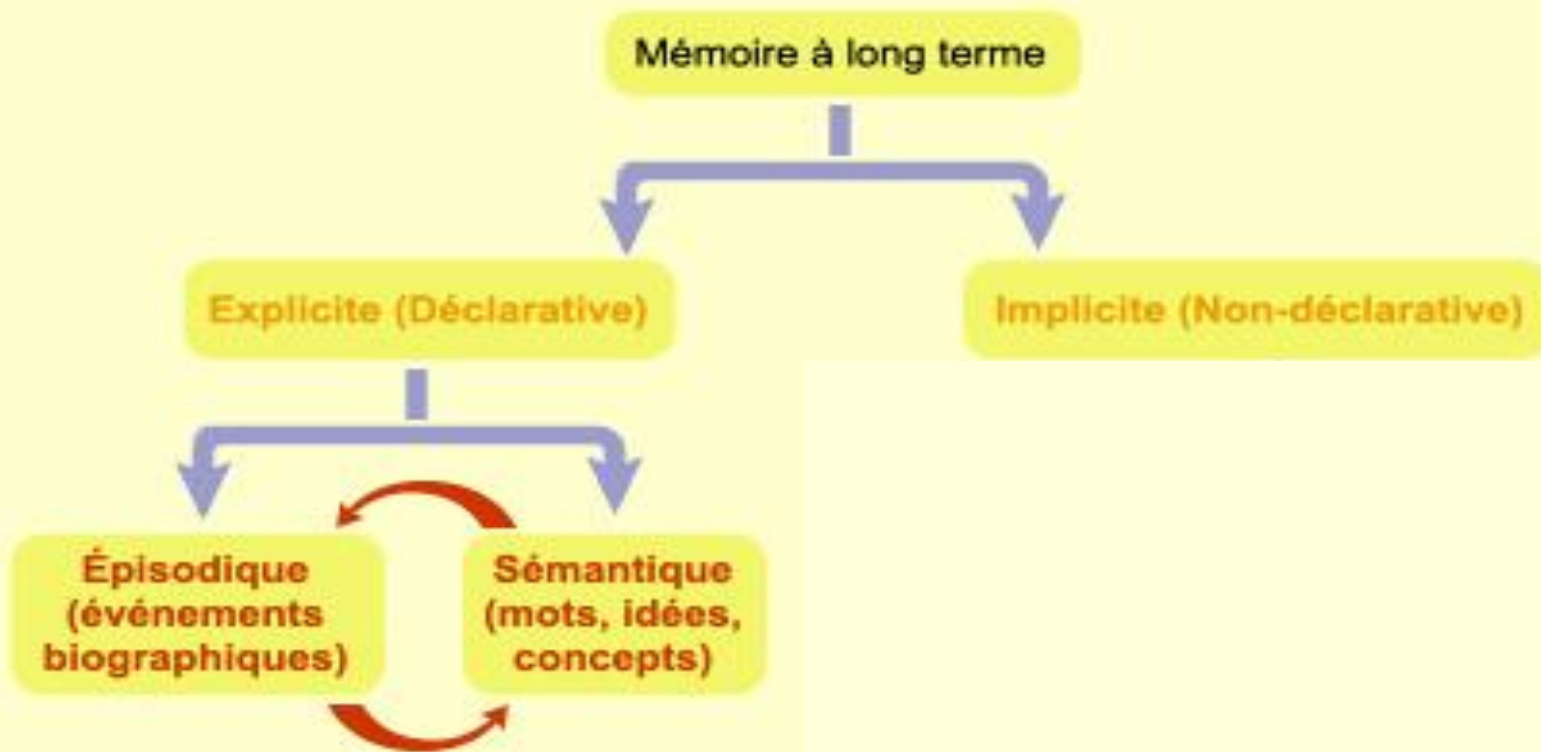 Mémoire à long terme
Explicite (Déclarative)
Implicite (Non-déclarative)
Épisodique
(événements
biographiques)
Sémantique
(mots, idées,
concepts)